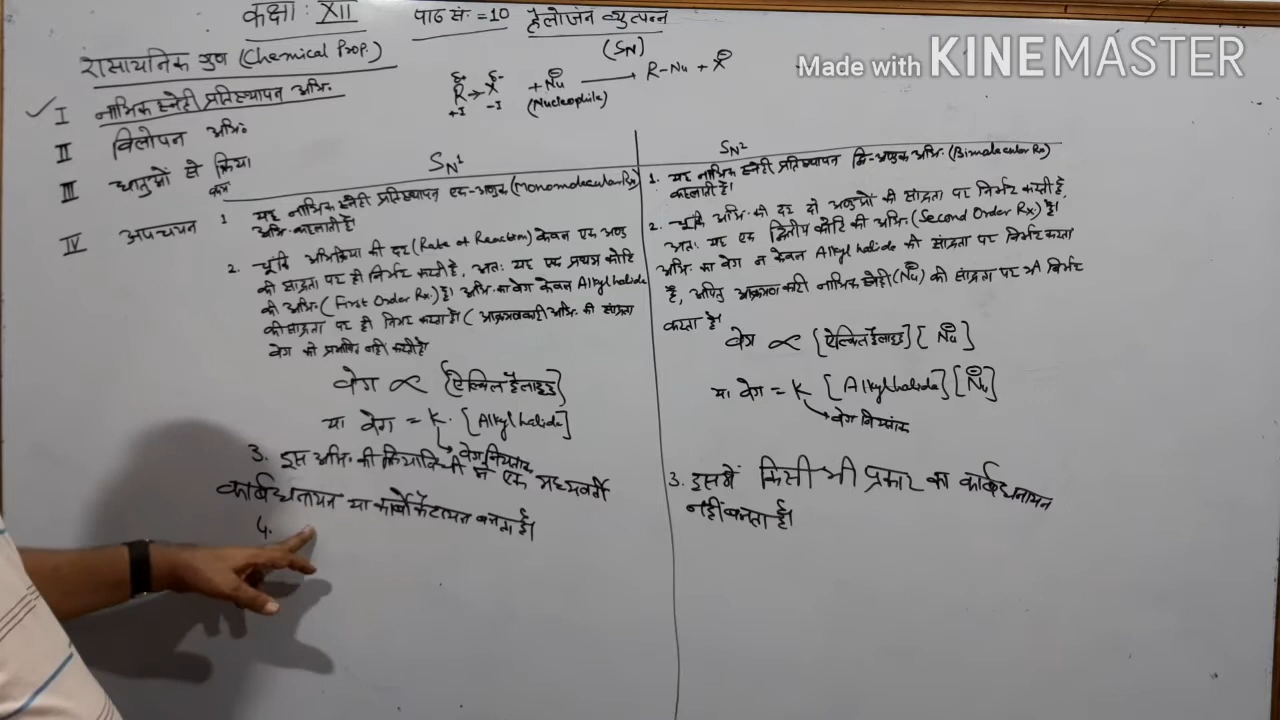 कक्षा : XII पाठ सं. = 10 हैलोजन व्युत्पन्न
Made with KINEMASTER
रासायनिक गुण (Chemical Prop.)
(SN)
δ+ δ-
R→X + Nu⊖ ⟶ R-Nu + X⊖
+I -I (Nucleophile)
✓ I नाभिक स्नेही प्रतिस्थापन अभि.
II विलोपन अभि.
III धातुओं से क्रिया
IV अपचयन
SN¹
1 यह नाभिक स्नेही प्रतिस्थापन एक-अणुक (Monomolecular Rx)
अभि. कहलाती है।
2. चूंकि अभिक्रिया की दर (Rate of Reaction) केवल एक अणु
की सांद्रता पर ही निर्भर करती है, अतः यह एक प्रथम कोटि
की अभि. (First Order Rx.) है। अभि. का वेग केवल Alkyl halide
की सांद्रता पर ही निर्भर करता है। (आक्रमणकारी अभि. की सांद्रता
वेग को प्रभावित नहीं करती है।
वेग ∝ [ऐल्किल हैलाइड]
या वेग = K. [Alkyl halide]
वेग नियतांक
3. इस अभि. की क्रियाविधी में एक मध्यवर्ती
कार्बधनायन या कार्बोकैटायन बनता है।
4.
SN²
1. यह नाभिक स्नेही प्रतिस्थापन द्वि-अणुक अभि. (Bimolecular Rx)
कहलाती है।
2. चूंकि अभि. की दर दो अणुओं की सांद्रता पर निर्भर करती है,
अतः यह एक द्वितीय कोटि की अभि. (Second Order Rx.) है।
अभि. का वेग न केवल Alkyl halide की सांद्रता पर निर्भर करता
है, अपितु आक्रमणकारी नाभिक स्नेही (Nu⊖) की सांद्रता पर भी निर्भर
करता है।
वेग ∝ [ऐल्किल हैलाइड] [Nu⊖]
या वेग = K [Alkyl halide] [Nu⊖]
वेग नियतांक
3. इसमें किसी भी प्रकार का कार्बधनायन
नहीं बनता है।